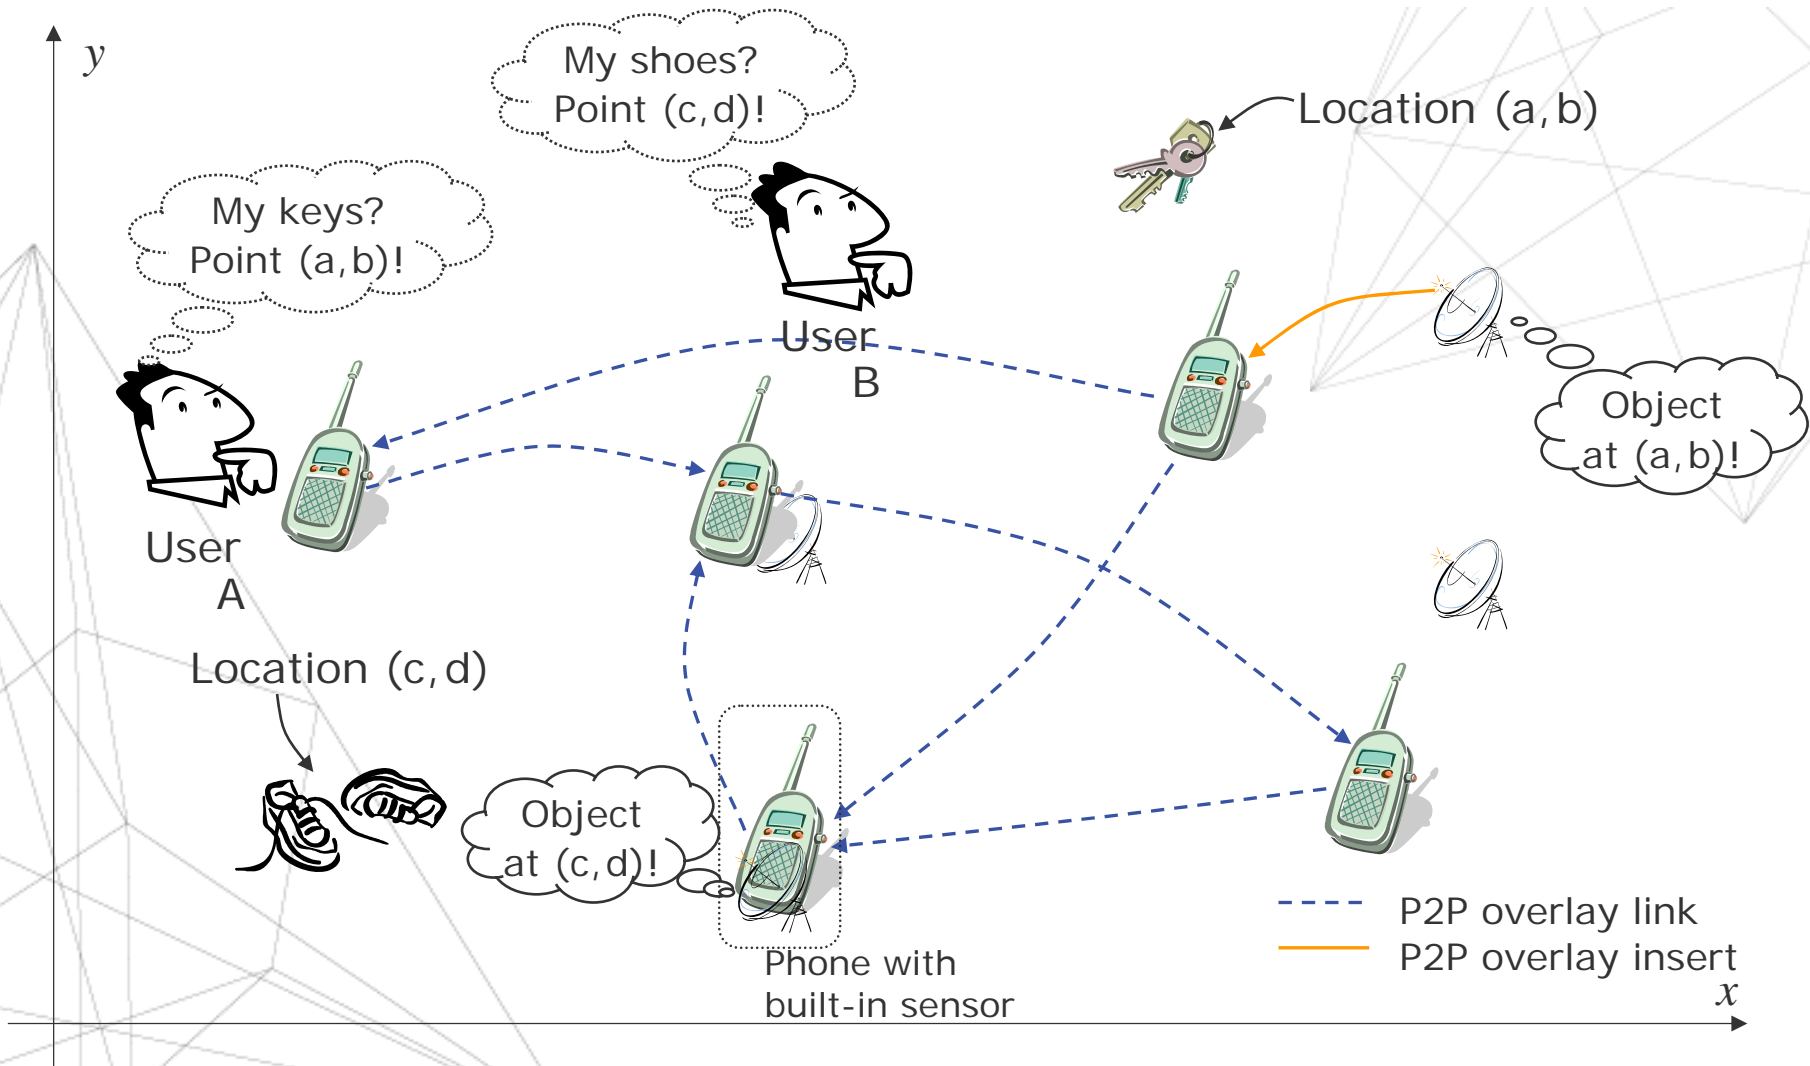 y
My shoes?
Point (c,d)!
Location (a,b)
My keys?
Point (a,b)!
User
B
Object
at (a,b)!
User
A
Location (c,d)
Object
at (c,d)!
P2P overlay link
P2P overlay insert
Phone with
built-in sensor
x